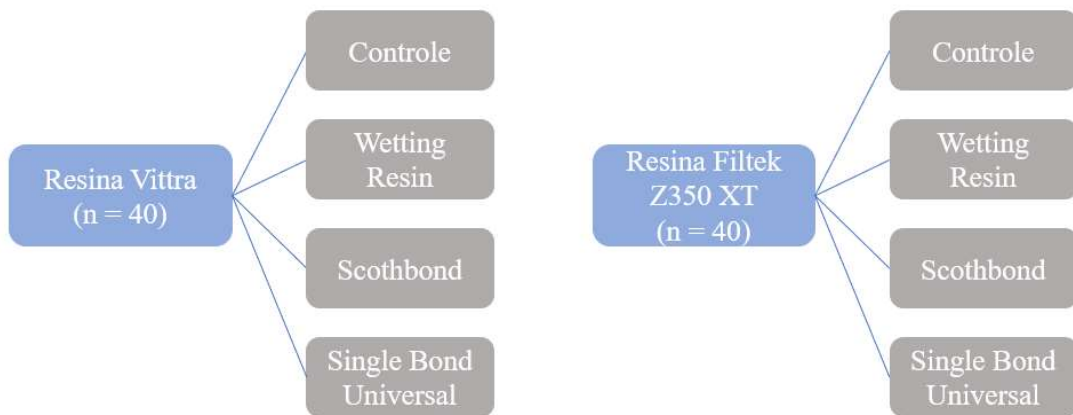 Resina Vittra
(n = 40)
Controle
Wetting
Resin
Scothbond
Single Bond
Universal
Resina Filtek
Z350 XT
(n = 40)
Controle
Wetting
Resin
Scothbond
Single Bond
Universal